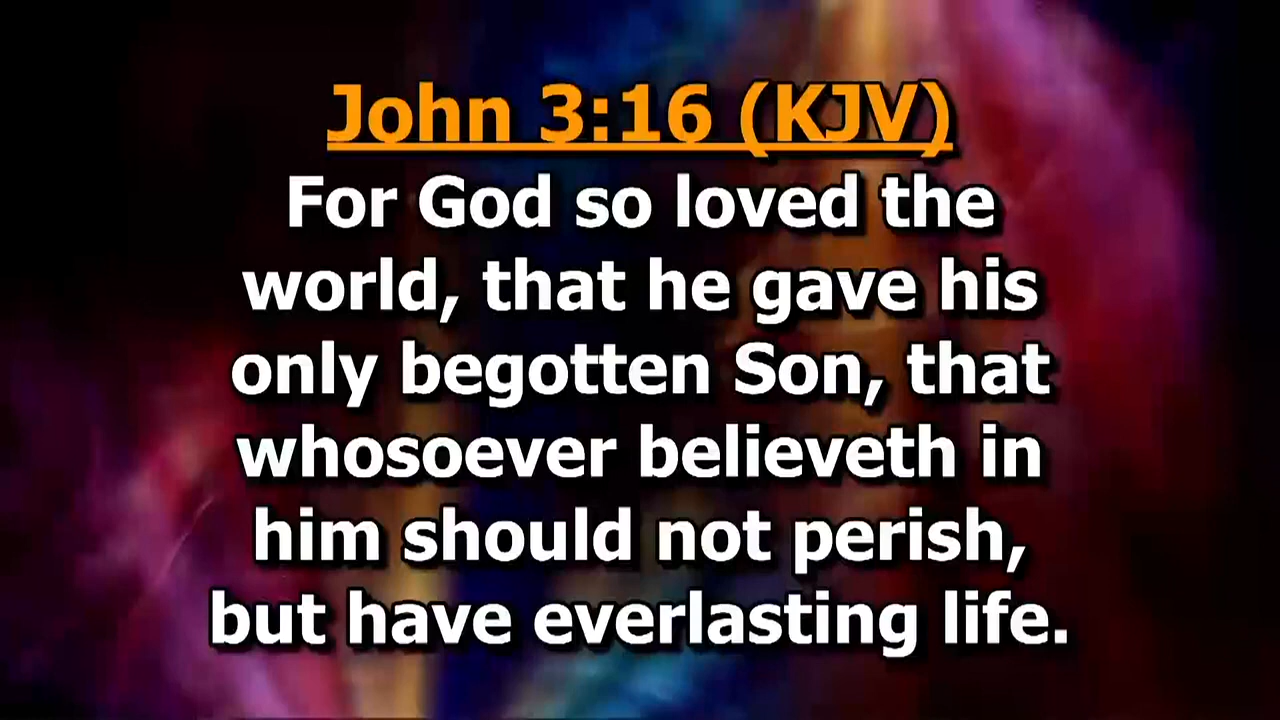 John 3:16 (KJV)
For God so loved the
world, that he gave his
only begotten Son, that
whosoever believeth in
him should not perish,
but have everlasting life.